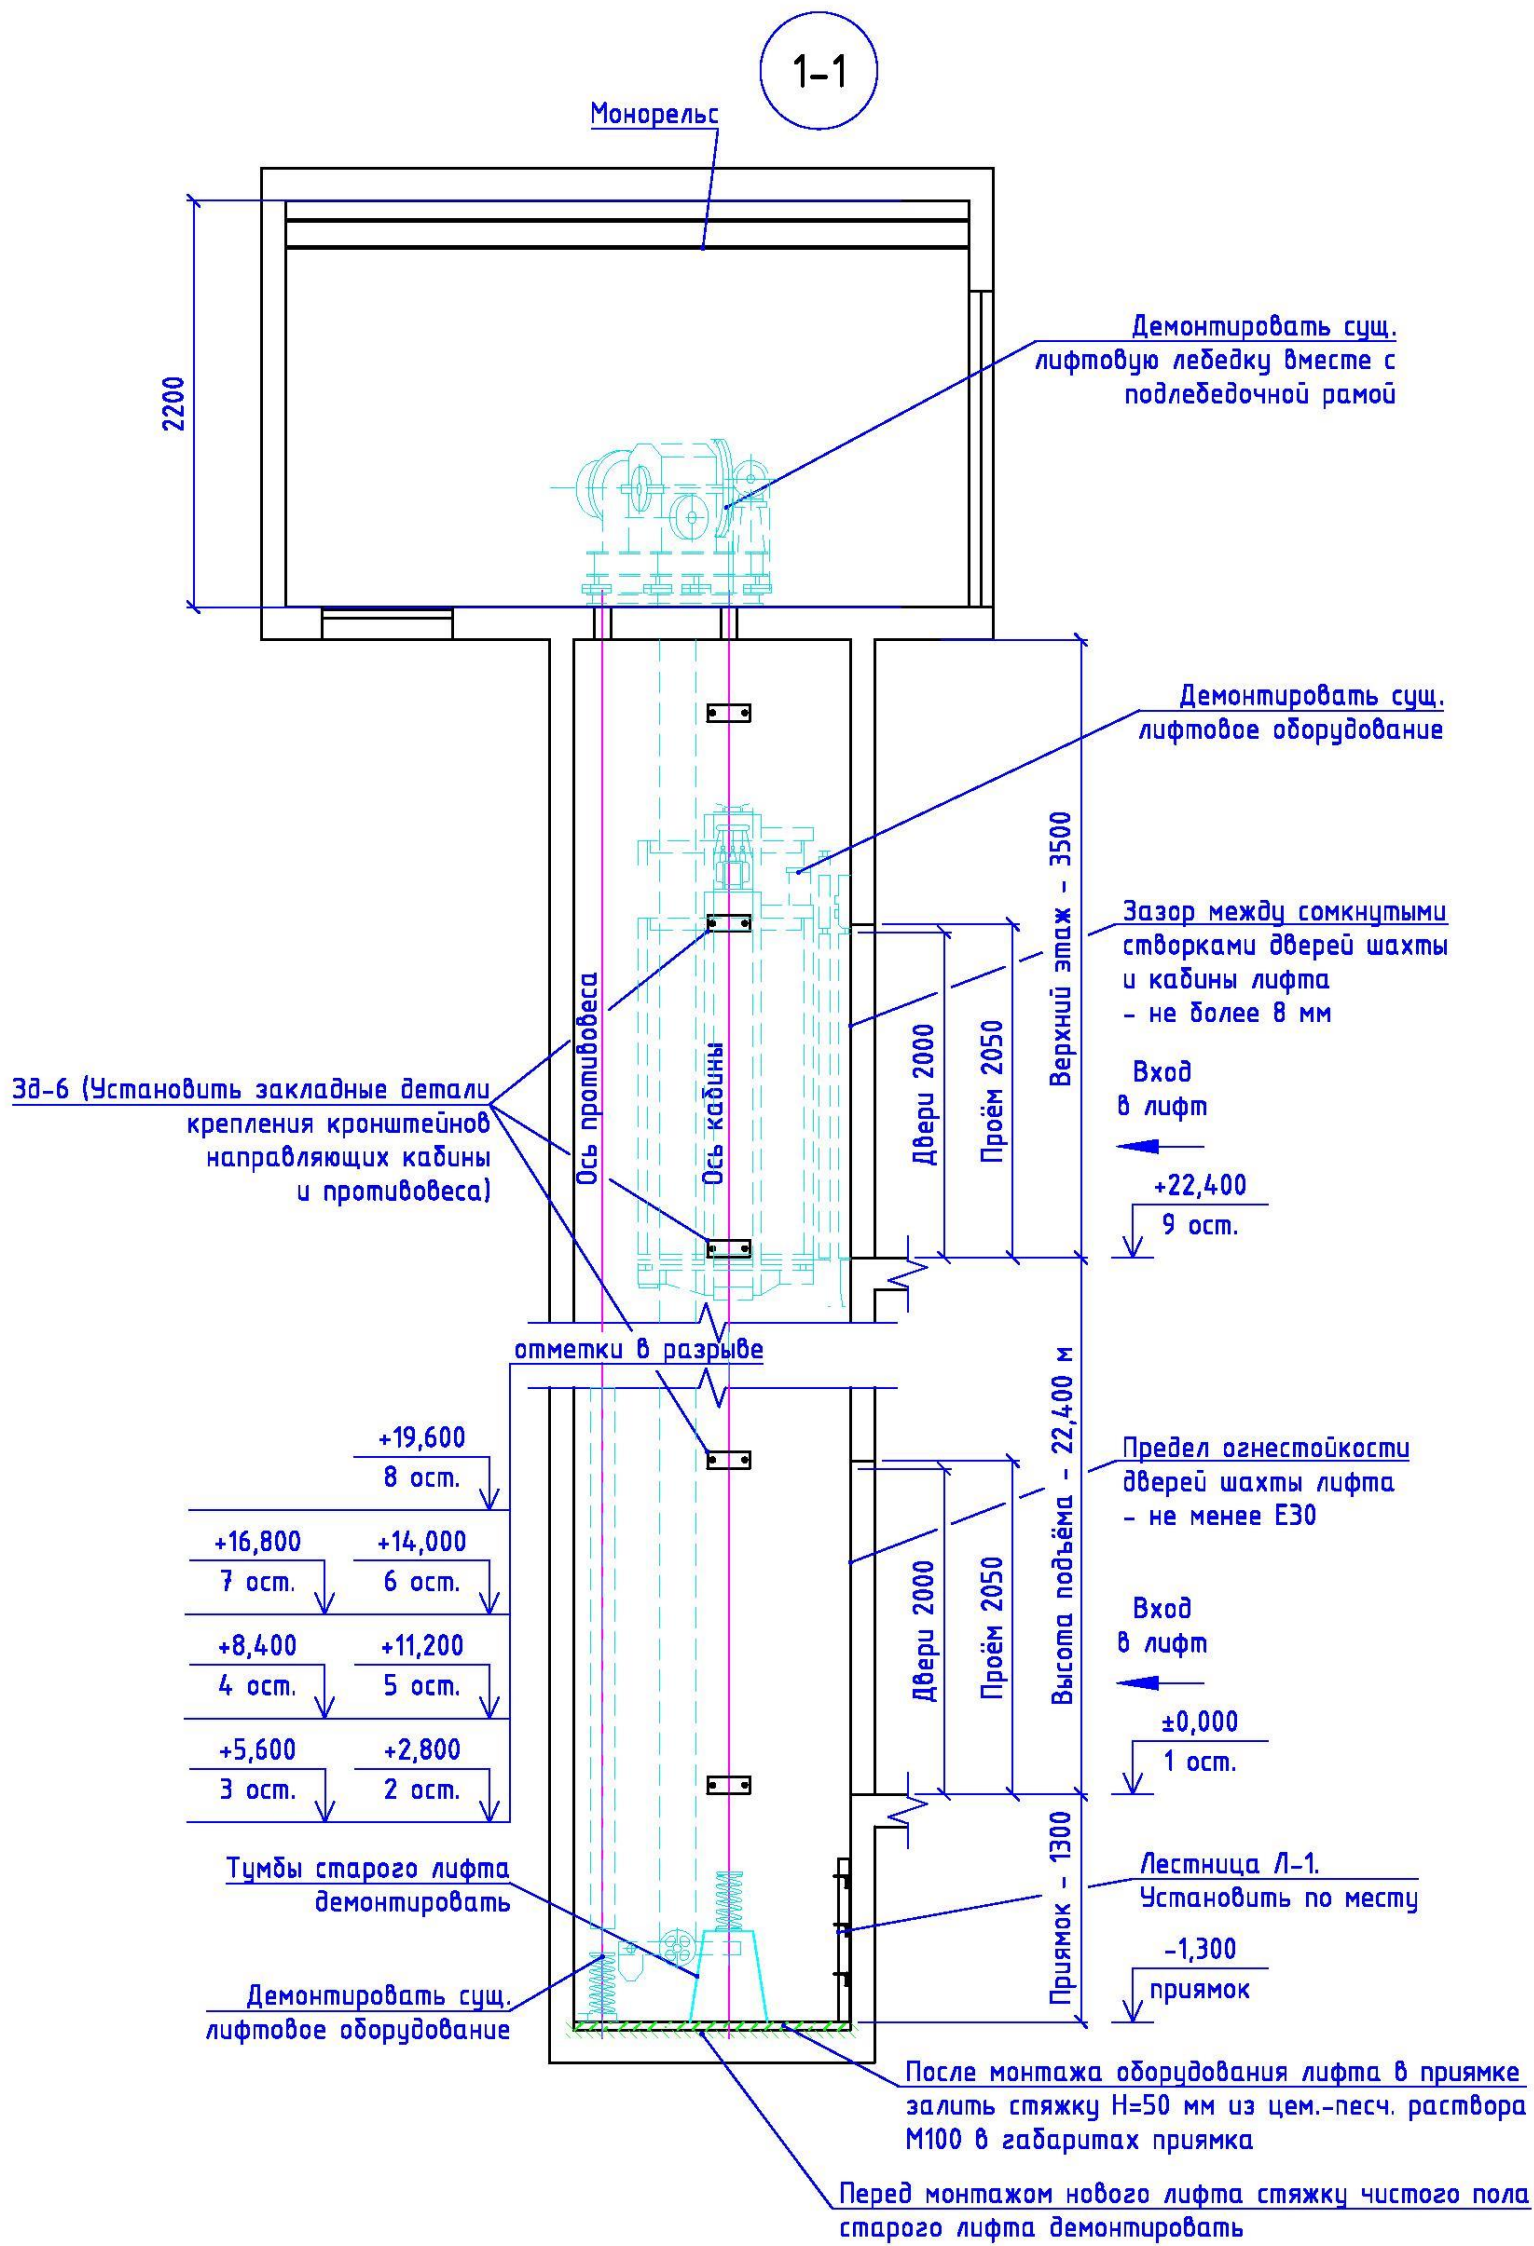 1-1
Монорельс
2200
Демонтировать сущ.
лифтовую лебедку вместе с
подлебедочной рамой
Демонтировать сущ.
лифтовое оборудование
Верхний этаж - 3500
Зазор между сомкнутыми
створками дверей шахты
и кабины лифта
- не более 8 мм
Двери 2000
Проём 2050
Вход
в лифт
+22,400
9 ост.
Ось противовеса
Ось кабины
Зд-6 (Установить закладные детали
крепления кронштейнов
направляющих кабины
и противовеса)
отметки в разрыве
+19,600
8 ост.
+16,800
7 ост.
+14,000
6 ост.
+8,400
4 ост.
+11,200
5 ост.
+5,600
3 ост.
+2,800
2 ост.
Высота подъёма - 22,400 м
Предел огнестойкости
дверей шахты лифта
- не менее Е30
Двери 2000
Проём 2050
Вход
в лифт
±0,000
1 ост.
Тумбы старого лифта
демонтировать
Демонтировать сущ.
лифтовое оборудование
Приямок - 1300
Лестница Л-1.
Установить по месту
-1,300
приямок
После монтажа оборудования лифта в приямке
залить стяжку Н=50 мм из цем.-песч. раствора
М100 в габаритах приямка
Перед монтажом нового лифта стяжку чистого пола
старого лифта демонтировать